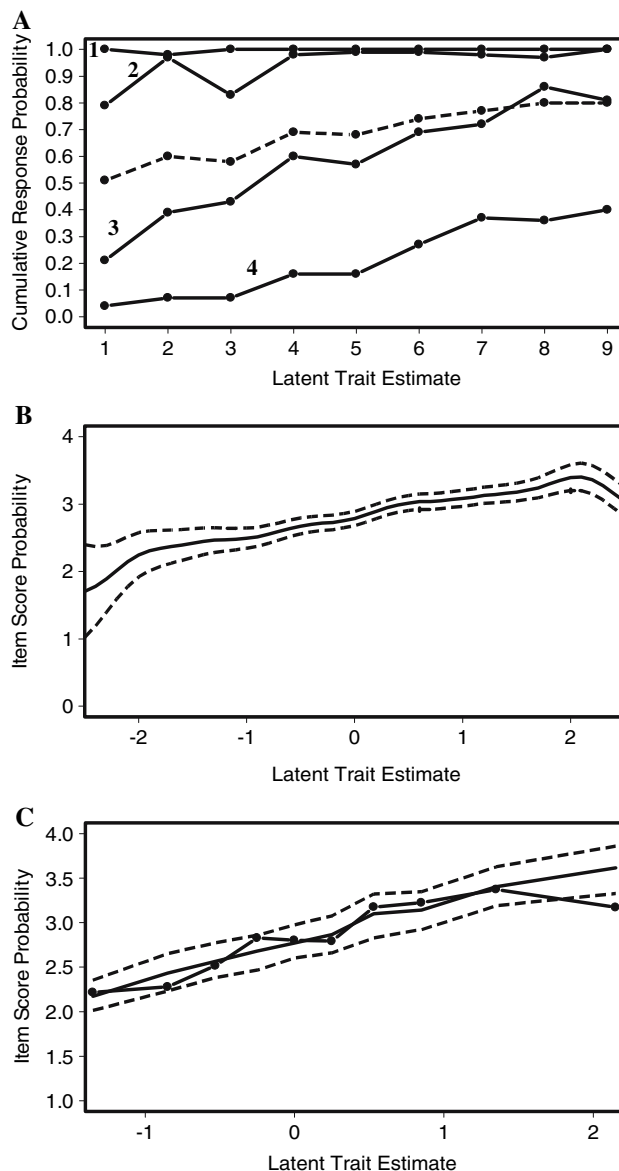 A
1.0
0.9
0.8
0.7
0.6
0.5
0.4
0.3
0.2
0.1
0.0
Cumulative Response Probability
1
2
3
4
1 2 3 4 5 6 7 8 9
Latent Trait Estimate
B
4
3
2
1
0
Item Score Probability
-2 -1 0 1 2
Latent Trait Estimate
C
4.0
3.5
3.0
2.5
2.0
1.5
1.0
Item Score Probability
-1 0 1 2
Latent Trait Estimate